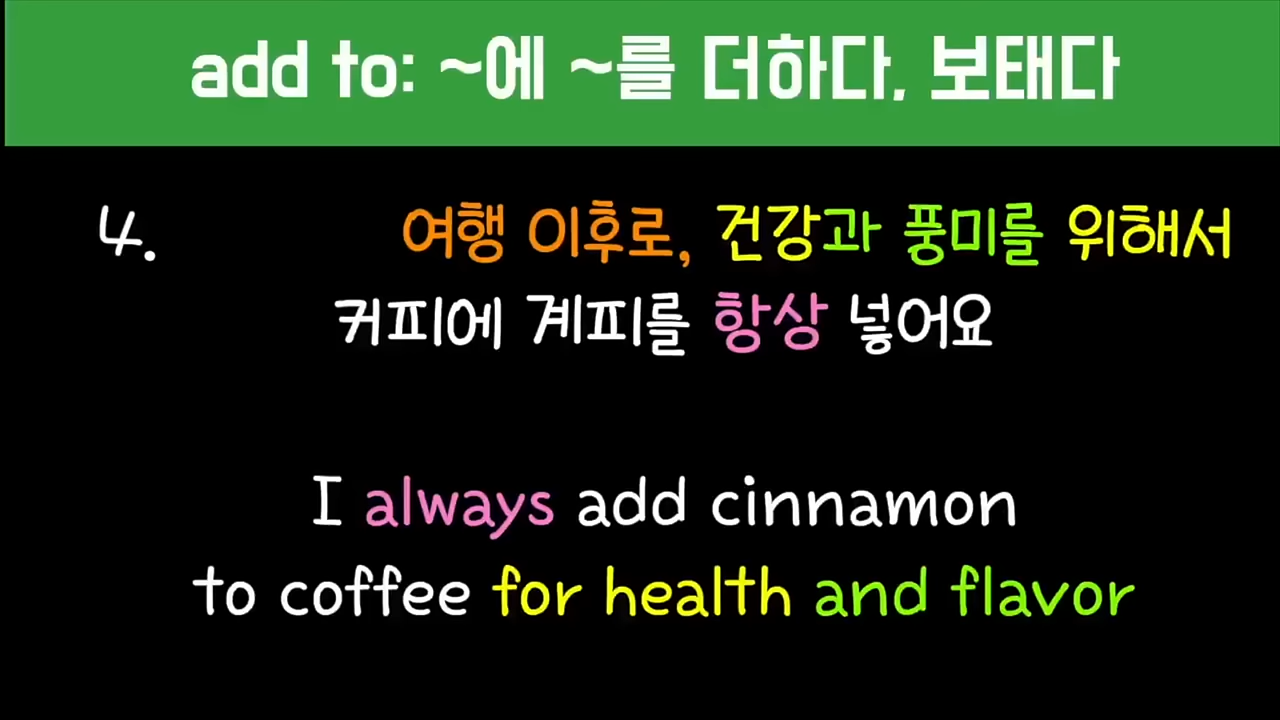 add to: ~에 ~를 더하다, 보태다
4. 여행 이후로, 건강과 풍미를 위해서
커피에 계피를 항상 넣어요
I always add cinnamon
to coffee for health and flavor